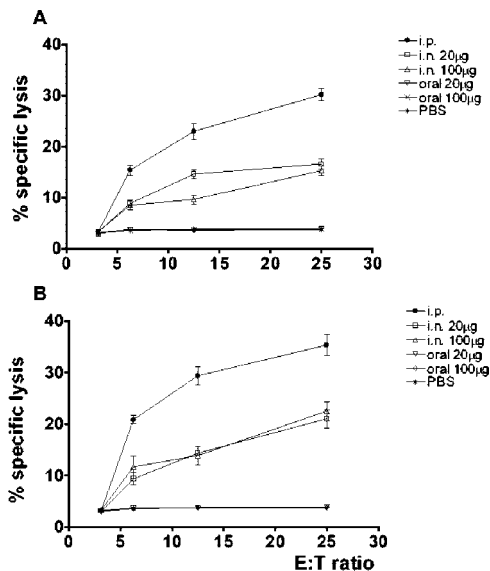 A
40
30
20
10
0
% specific lysis
0 5 10 15 20 25 30
i.p.
i.n. 20µg
i.n. 100µg
oral 20µg
oral 100µg
PBS
B
40
30
20
10
0
% specific lysis
0 5 10 15 20 25 30
E:T ratio
i.p.
i.n. 20µg
i.n. 100µg
oral 20µg
oral 100µg
PBS